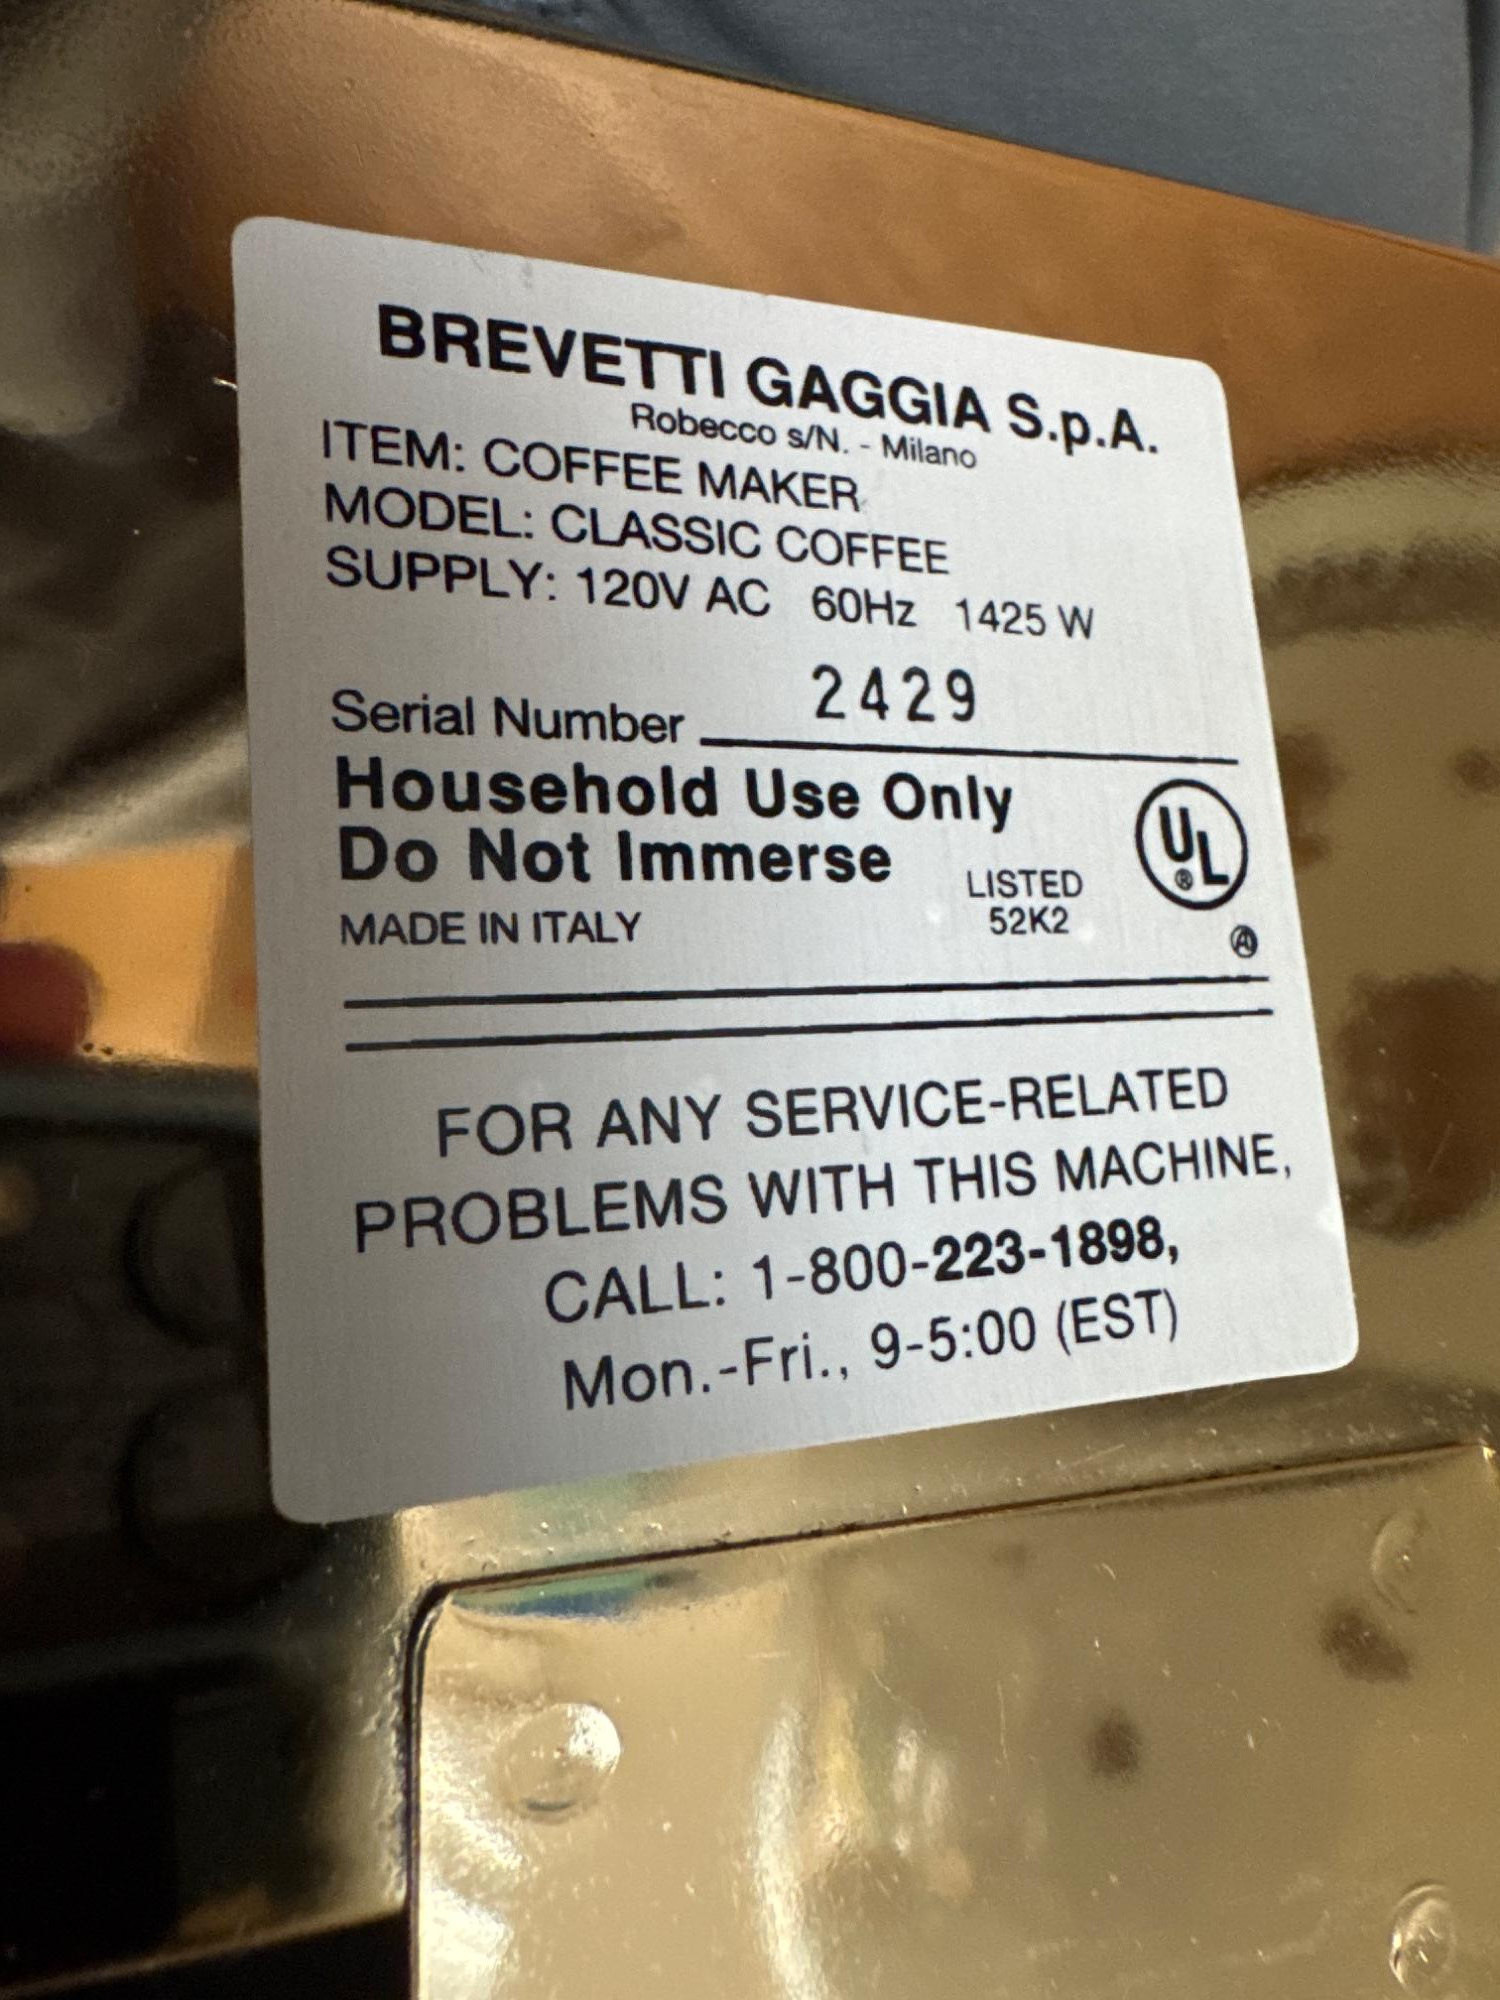 BREVETTI GAGGIA S.p.A.
Robecco s/N. - Milano
ITEM: COFFEE MAKER
MODEL: CLASSIC COFFEE
SUPPLY: 120V AC 60Hz 1425 W
Serial Number 2429
Household Use Only
Do Not Immerse
MADE IN ITALY
LISTED
52K2
UL
®
A
FOR ANY SERVICE-RELATED
PROBLEMS WITH THIS MACHINE,
CALL: 1-800-223-1898,
Mon.-Fri., 9-5:00 (EST)